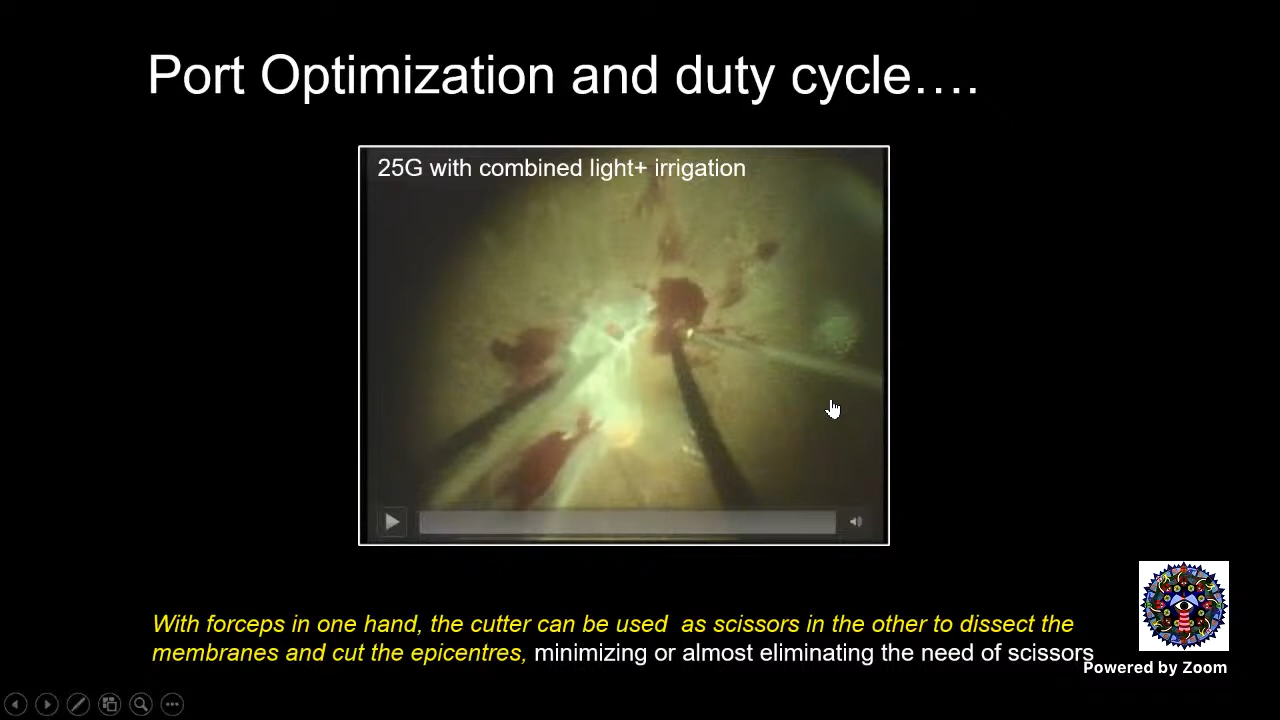 Port Optimization and duty cycle….
25G with combined light+ irrigation
With forceps in one hand, the cutter can be used  as scissors in the other to dissect the
membranes and cut the epicentres, minimizing or almost eliminating the need of scissors
Powered by Zoom